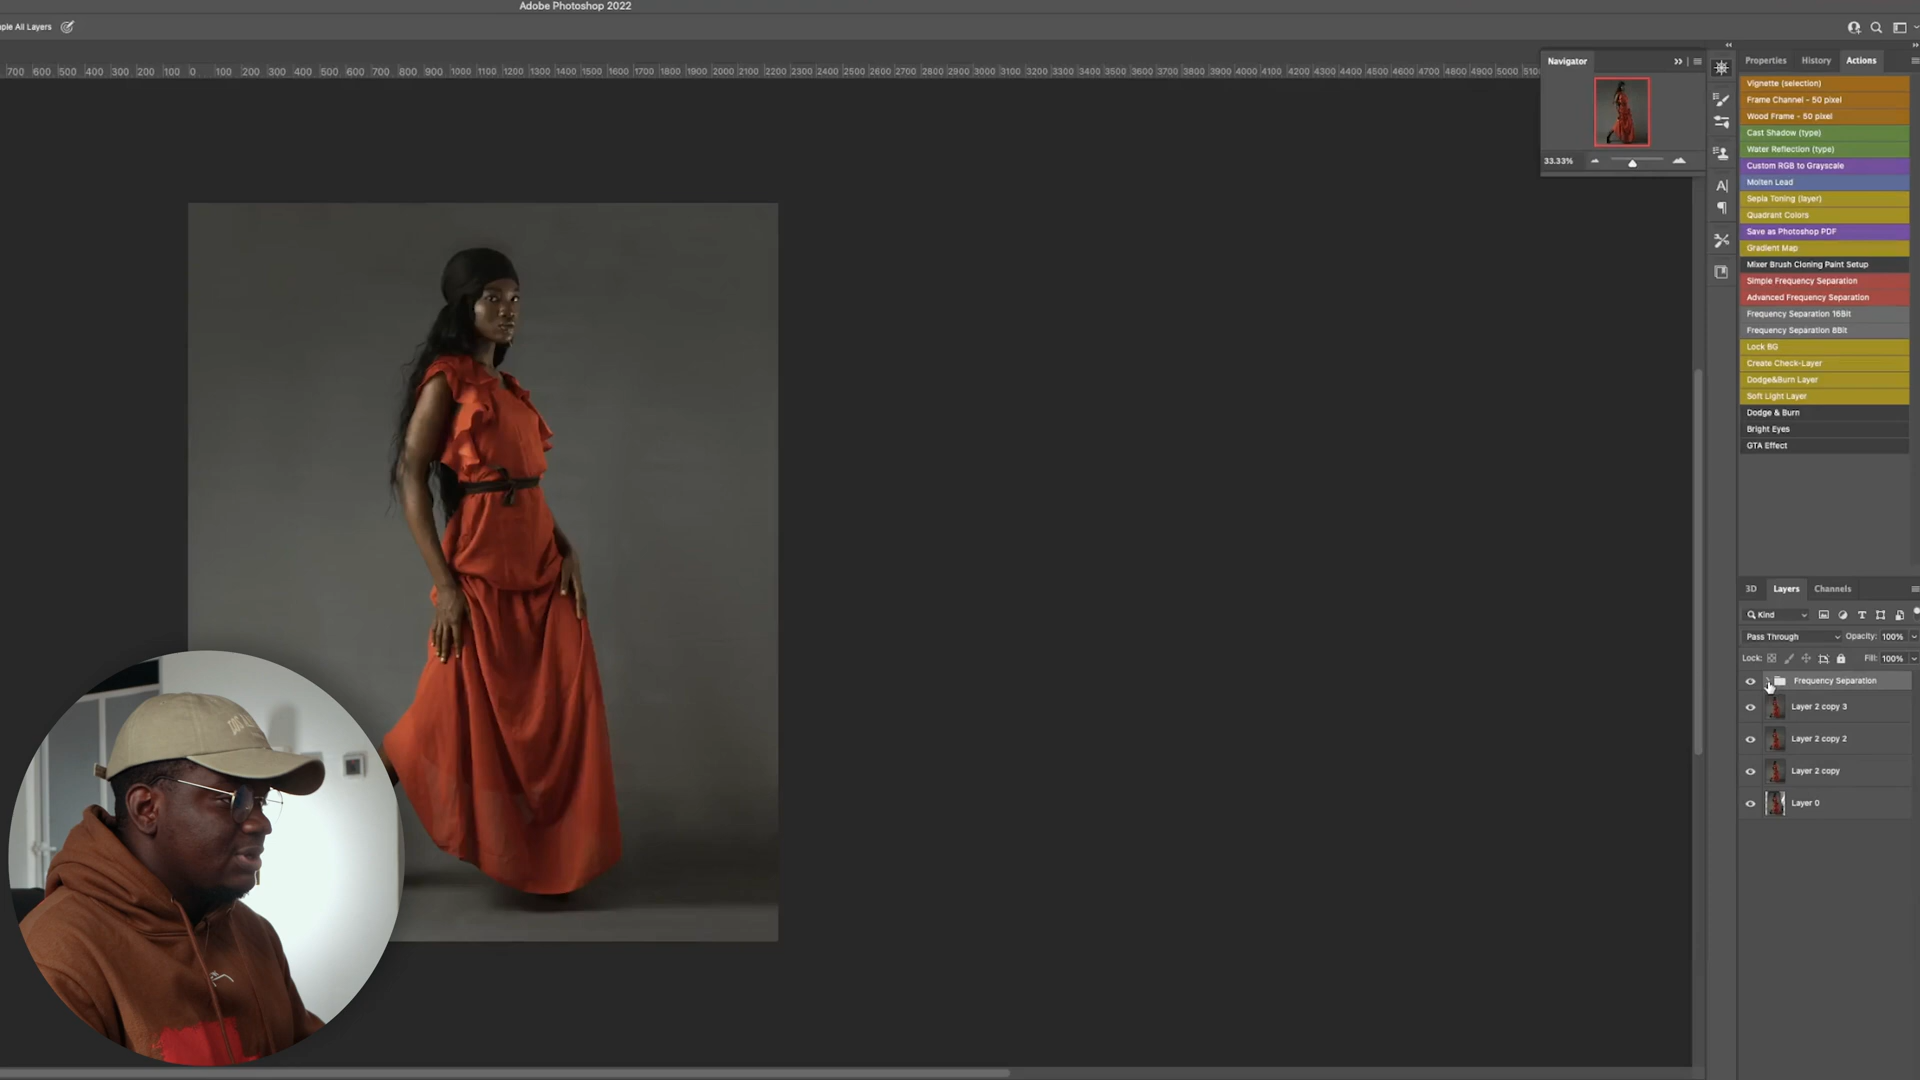 Adobe Photoshop 2022
ple All Layers
700 600 500 400 300 200 100 0 100 200 300 400 500 600 700 800 900 1000 1100 1200 1300 1400 1500 1600 1700 1800 1900 2000 2100 2200 2300 2400 2500 2600 2700 2800 2900 3000 3100 3200 3300 3400 3500 3600 3700 3800 3900 4000 4100 4200 4300 4400 4500 4600 4700 4800 4900 5000 510
Navigator
33.33%
Properties History Actions
Vignette (selection)
Frame Channel - 50 pixel
Wood Frame - 50 pixel
Cast Shadow (type)
Water Reflection (type)
Custom RGB to Grayscale
Molten Lead
Sepia Toning (layer)
Quadrant Colors
Save as Photoshop PDF
Gradient Map
Mixer Brush Cloning Paint Setup
Simple Frequency Separation
Advanced Frequency Separation
Frequency Separation 16Bit
Frequency Separation 8Bit
Lock BG
Create Check-Layer
Dodge&Burn Layer
Soft Light Layer
Dodge & Burn
Bright Eyes
GTA Effect
3D Layers Channels
Kind
Pass Through Opacity: 100%
Lock: Fill: 100%
Frequency Separation
Layer 2 copy 3
Layer 2 copy 2
Layer 2 copy
Layer 0